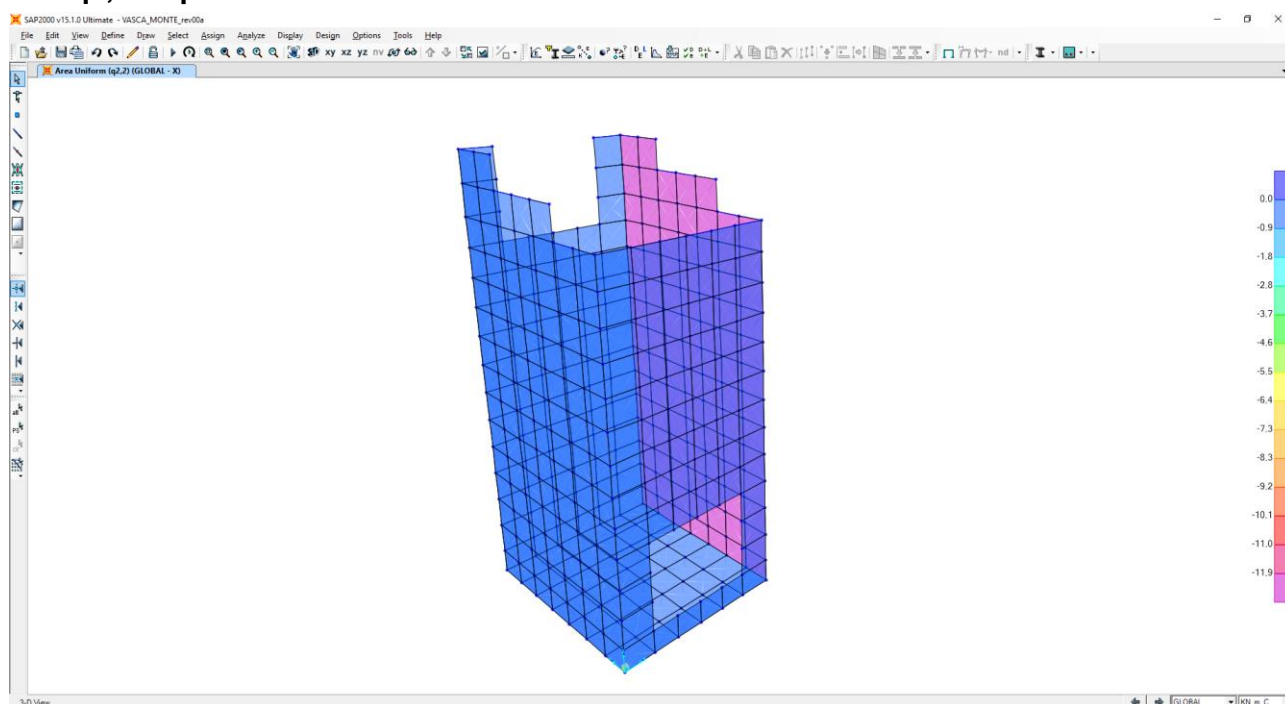 SAP2000 v15.1.0 Ultimate - VASCA_MONTE_rev00a
File Edit View Define Draw Select Assign Analyze Display Design Options Tools Help
xy xz yz nv nd
Area Uniform (q2,2) (GLOBAL - X)
0.0
-0.9
-1.8
-2.8
-3.7
-4.6
-5.5
-6.4
-7.3
-8.3
-9.2
-10.1
-11.0
-11.9
3-D View
GLOBAL
KN, m, C